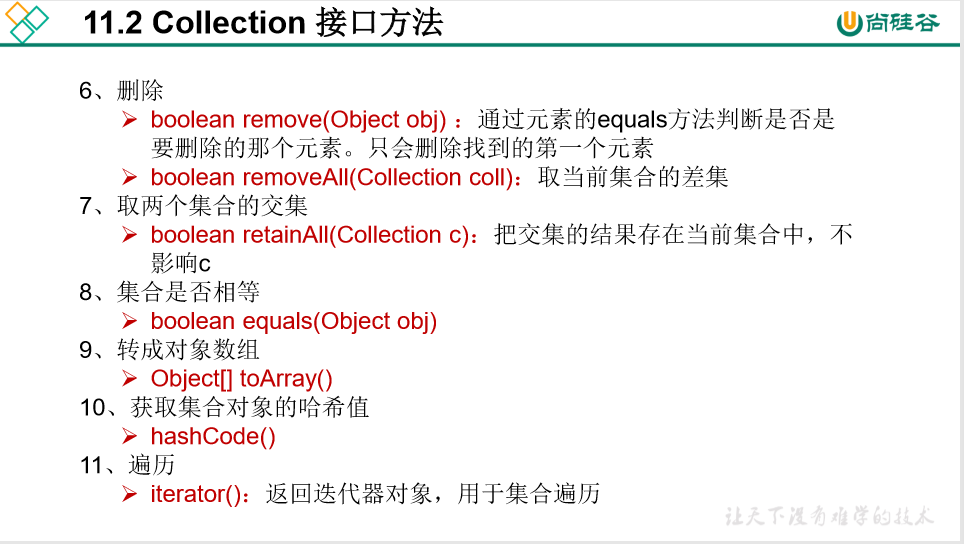 11.2 Collection 接口方法
尚硅谷
6、删除
➢ boolean remove(Object obj) ：通过元素的equals方法判断是否是
要删除的那个元素。只会删除找到的第一个元素
➢ boolean removeAll(Collection coll)：取当前集合的差集
7、取两个集合的交集
➢ boolean retainAll(Collection c)：把交集的结果存在当前集合中，不
影响c
8、集合是否相等
➢ boolean equals(Object obj)
9、转成对象数组
➢ Object[] toArray()
10、获取集合对象的哈希值
➢ hashCode()
11、遍历
➢ iterator()：返回迭代器对象，用于集合遍历
让天下没有难学的技术